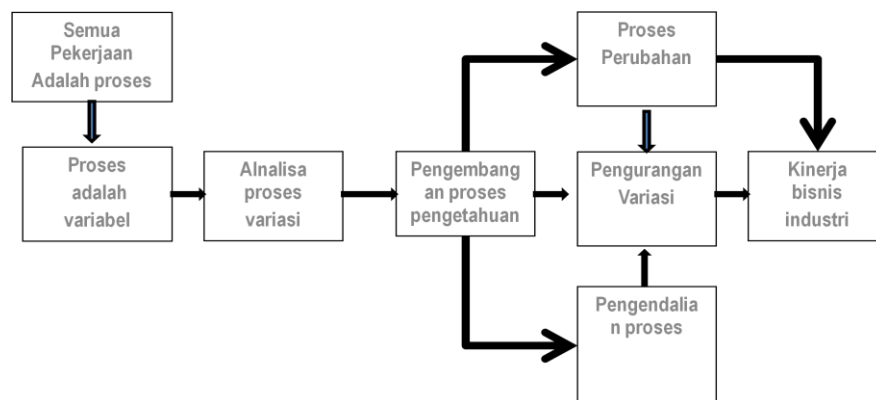 Semua
Pekerjaan
Adalah proses
Proses
adalah
variabel
Alnalisa
proses
variasi
Pengembang
an proses
pengetahuan
Proses
Perubahan
Pengurangan
Variasi
Pengendalia
n proses
Kinerja
bisnis
industri